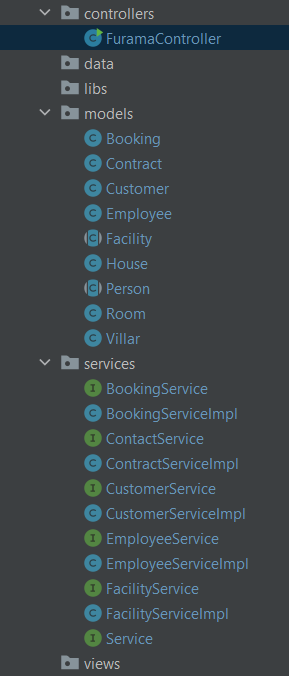 controllers
FuramaController
data
libs
models
Booking
Contract
Customer
Employee
Facility
House
Person
Room
Villar
services
BookingService
BookingServiceImpl
ContactService
ContractServiceImpl
CustomerService
CustomerServiceImpl
EmployeeService
EmployeeServiceImpl
FacilityService
FacilityServiceImpl
Service
views